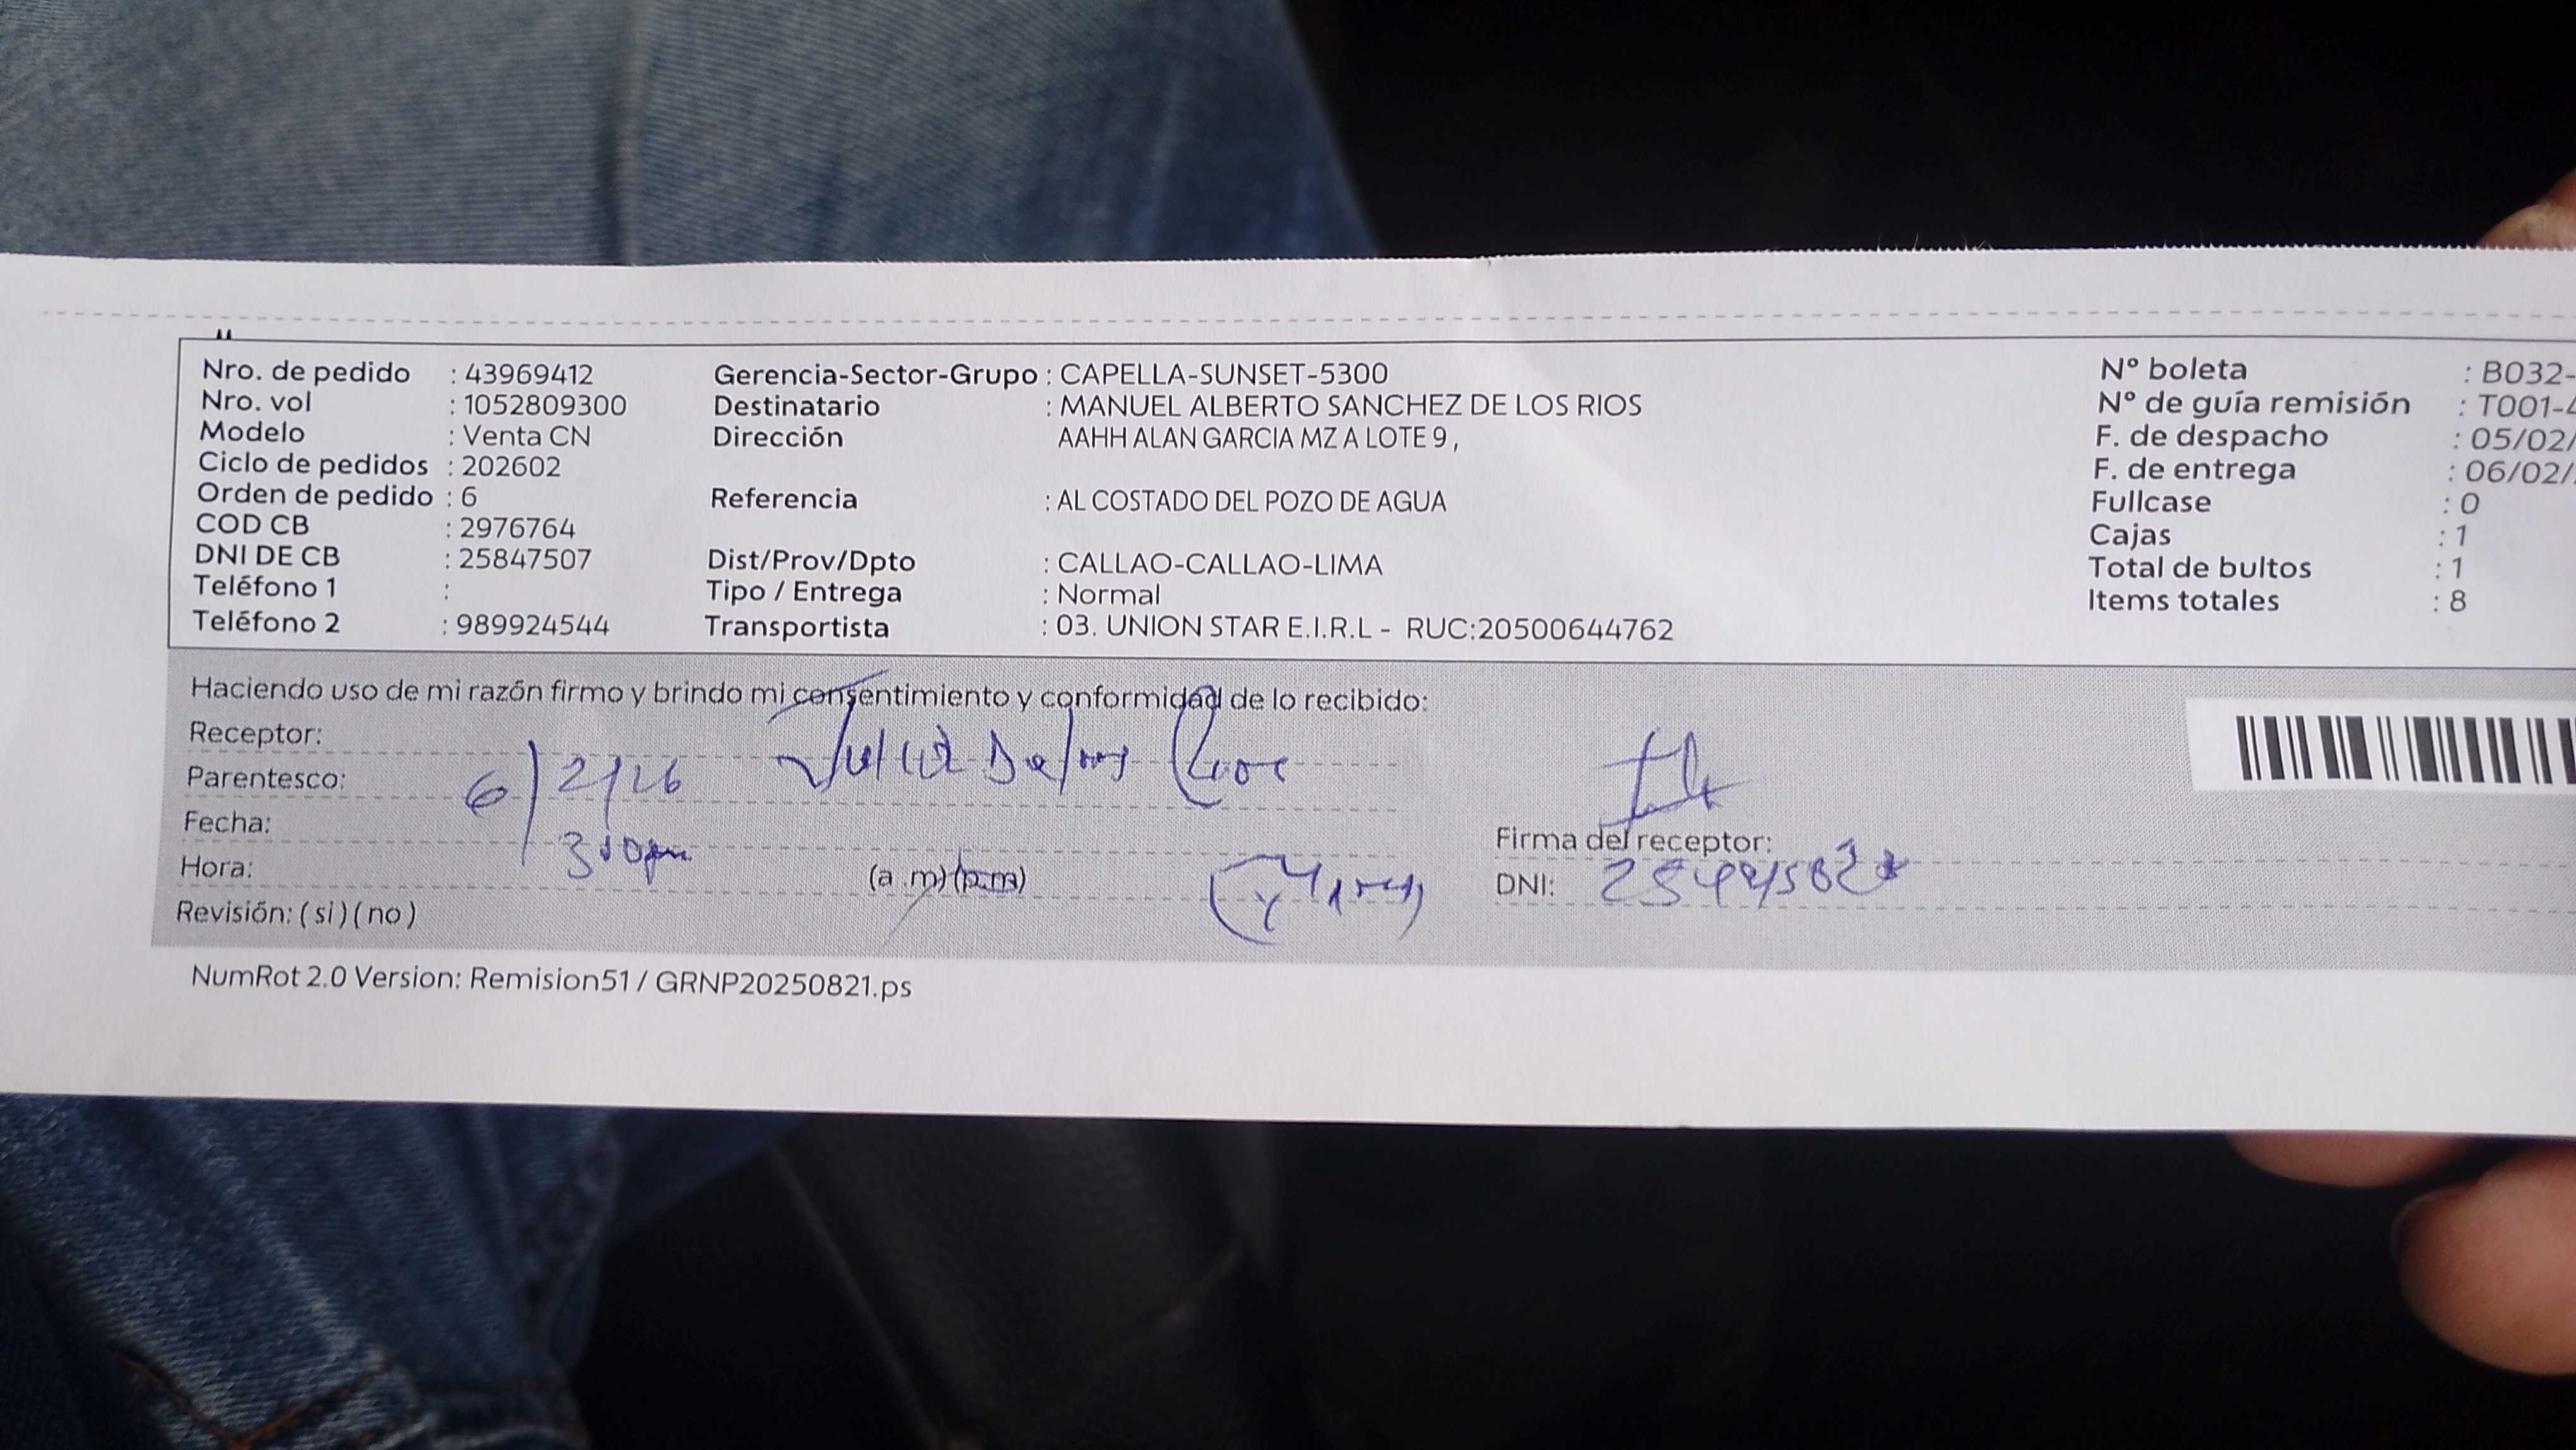 Nro. de pedido : 43969412
Nro. vol : 1052809300
Modelo : Venta CN
Ciclo de pedidos : 202602
Orden de pedido : 6
COD CB : 2976764
DNI DE CB : 25847507
Teléfono 1 :
Teléfono 2 : 989924544
Gerencia-Sector-Grupo : CAPELLA-SUNSET-5300
Destinatario : MANUEL ALBERTO SANCHEZ DE LOS RIOS
Dirección AAHH ALAN GARCIA MZ A LOTE 9 ,
Referencia : AL COSTADO DEL POZO DE AGUA
Dist/Prov/Dpto : CALLAO-CALLAO-LIMA
Tipo / Entrega : Normal
Transportista : 03. UNION STAR E.I.R.L - RUC:20500644762
Nº boleta : B032-
Nº de guía remisión : T001-4
F. de despacho : 05/02/
F. de entrega : 06/02/
Fullcase : 0
Cajas : 1
Total de bultos : 1
Items totales : 8
Haciendo uso de mi razón firmo y brindo mi consentimiento y conformidad de lo recibido:
Receptor:
Parentesco: 6/2/26
Fecha:
Hora: 310pm (a .m) (p.m)
Revisión: ( si ) ( no )
Firma del receptor:
DNI:
NumRot 2.0 Version: Remision51 / GRNP20250821.ps